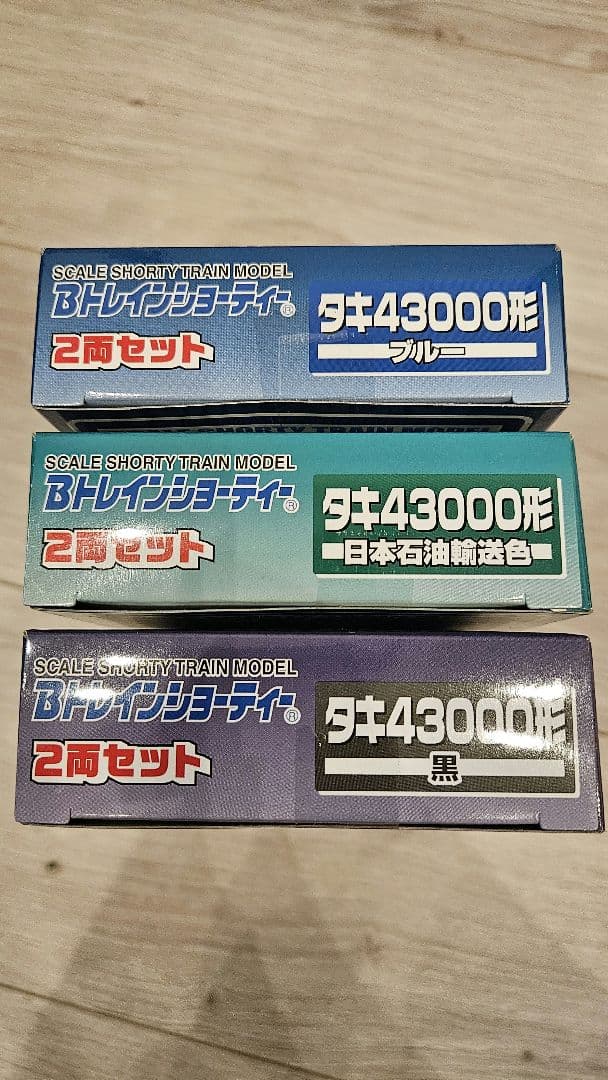 SCALE SHORTY TRAIN MODEL
Bトレインショーティー®
2両セット
タキ43000形
ブルー
SHORTY TRAIN MODEL
SCALE SHORTY TRAIN MODEL
Bトレインショーティー®
2両セット
タキ43000形
日本石油輸送色
SCALE SHORTY TRAIN MODEL
Bトレインショーティー®
2両セット
タキ43000形
黒